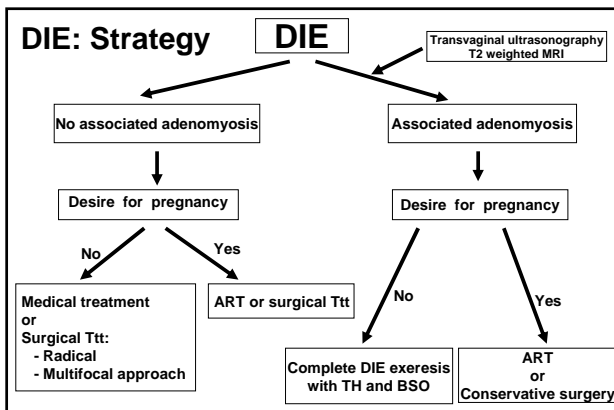 DIE: Strategy
DIE
Transvaginal ultrasonography
T2 weighted MRI
No associated adenomyosis
Associated adenomyosis
Desire for pregnancy
Desire for pregnancy
No
Yes
No
Yes
Medical treatment
or
Surgical Ttt:
- Radical
- Multifocal approach
ART or surgical Ttt
Complete DIE exeresis
with TH and BSO
ART
or
Conservative surgery